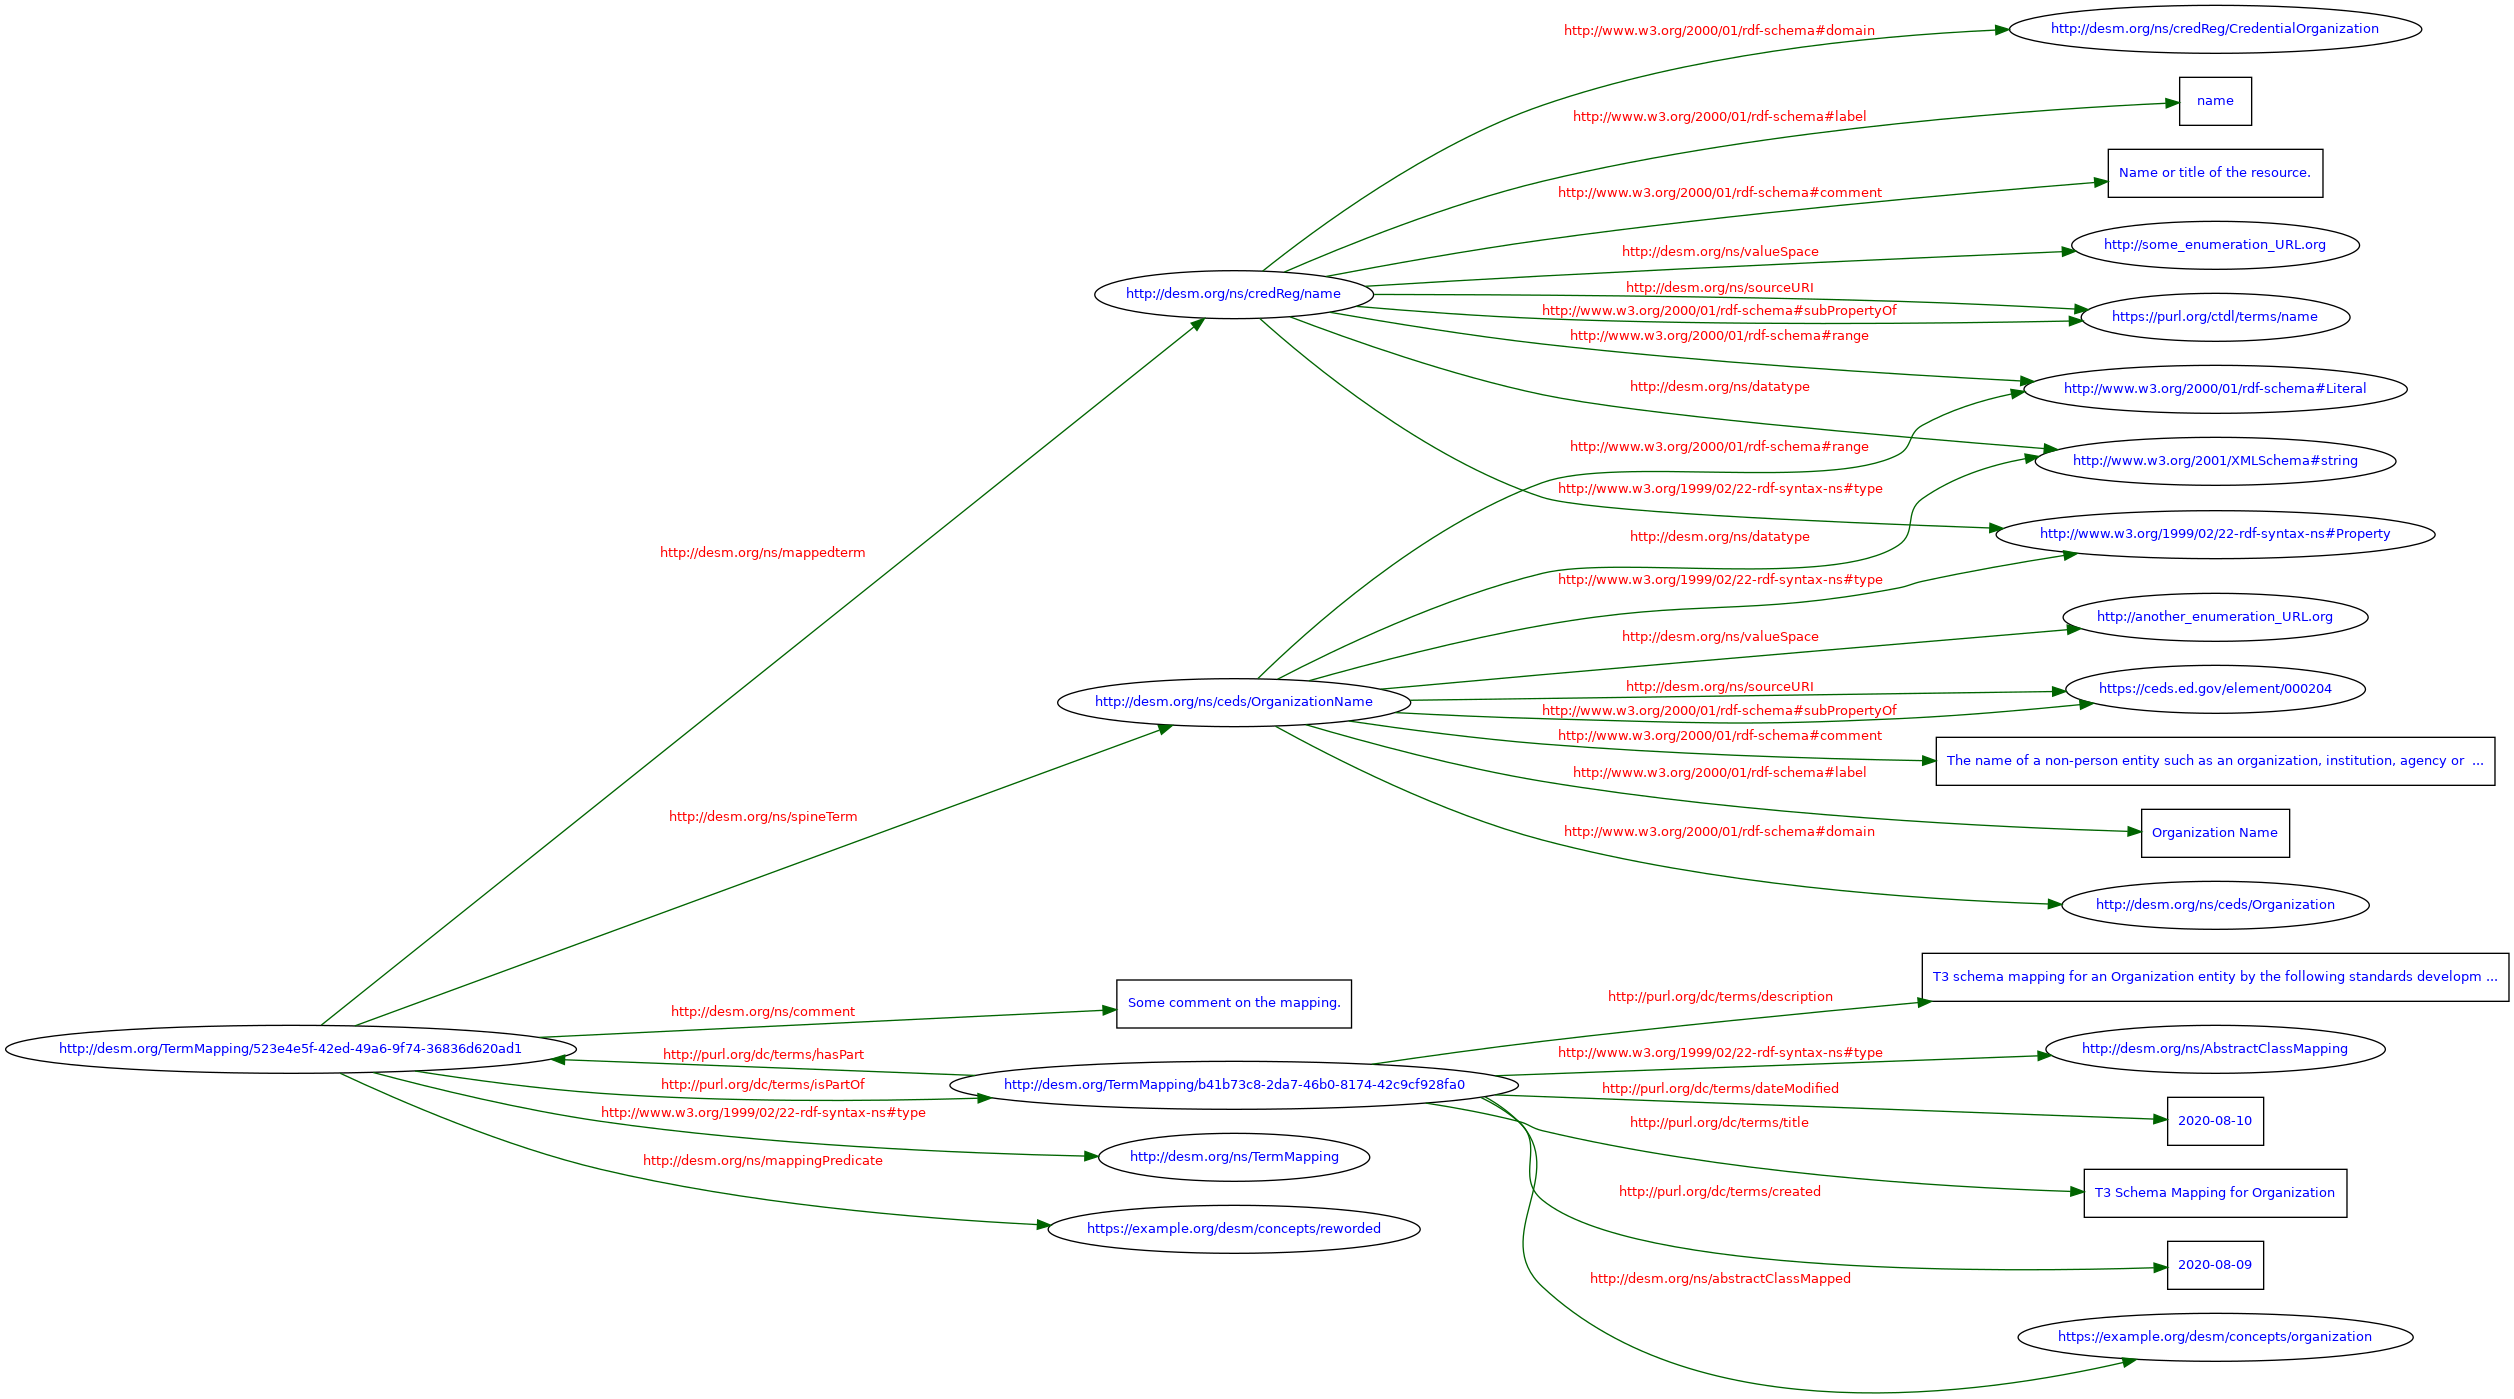 http://www.w3.org/2000/01/rdf-schema#domain
http://desm.org/ns/credReg/CredentialOrganization
http://www.w3.org/2000/01/rdf-schema#label
name
http://www.w3.org/2000/01/rdf-schema#comment
Name or title of the resource.
http://desm.org/ns/valueSpace
http://some_enumeration_URL.org
http://desm.org/ns/credReg/name
http://desm.org/ns/sourceURI
http://www.w3.org/2000/01/rdf-schema#subPropertyOf
https://purl.org/ctdl/terms/name
http://www.w3.org/2000/01/rdf-schema#range
http://www.w3.org/2000/01/rdf-schema#Literal
http://desm.org/ns/datatype
http://www.w3.org/2000/01/rdf-schema#range
http://www.w3.org/2001/XMLSchema#string
http://www.w3.org/1999/02/22-rdf-syntax-ns#type
http://desm.org/ns/datatype
http://www.w3.org/1999/02/22-rdf-syntax-ns#Property
http://desm.org/ns/mappedterm
http://www.w3.org/1999/02/22-rdf-syntax-ns#type
http://desm.org/ns/valueSpace
http://another_enumeration_URL.org
http://desm.org/ns/ceds/OrganizationName
http://desm.org/ns/sourceURI
https://ceds.ed.gov/element/000204
http://www.w3.org/2000/01/rdf-schema#subPropertyOf
http://www.w3.org/2000/01/rdf-schema#comment
The name of a non-person entity such as an organization, institution, agency or ...
http://www.w3.org/2000/01/rdf-schema#label
Organization Name
http://desm.org/ns/spineTerm
http://www.w3.org/2000/01/rdf-schema#domain
http://desm.org/ns/ceds/Organization
http://desm.org/ns/comment
Some comment on the mapping.
http://purl.org/dc/terms/description
T3 schema mapping for an Organization entity by the following standards developm ...
http://desm.org/TermMapping/523e4e5f-42ed-49a6-9f74-36836d620ad1
http://purl.org/dc/terms/hasPart
http://www.w3.org/1999/02/22-rdf-syntax-ns#type
http://desm.org/ns/AbstractClassMapping
http://purl.org/dc/terms/isPartOf
http://desm.org/TermMapping/b41b73c8-2da7-46b0-8174-42c9cf928fa0
http://purl.org/dc/terms/dateModified
2020-08-10
http://www.w3.org/1999/02/22-rdf-syntax-ns#type
http://desm.org/ns/TermMapping
http://purl.org/dc/terms/title
T3 Schema Mapping for Organization
http://desm.org/ns/mappingPredicate
https://example.org/desm/concepts/reworded
http://purl.org/dc/terms/created
2020-08-09
http://desm.org/ns/abstractClassMapped
https://example.org/desm/concepts/organization